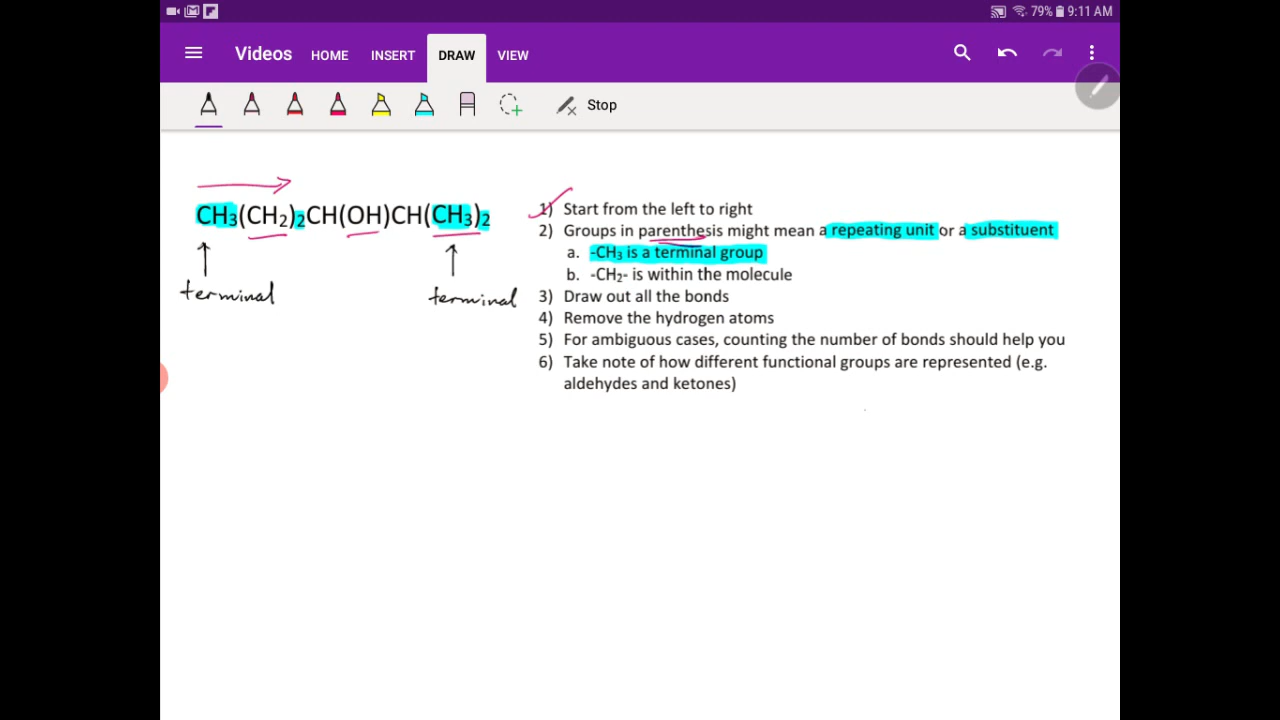 79% 9:11 AM
Videos HOME INSERT DRAW VIEW
Stop
CH₃(CH₂)₂CH(OH)CH(CH₃)₂
terminal terminal
1) Start from the left to right
2) Groups in parenthesis might mean a repeating unit or a substituent
a. -CH₃ is a terminal group
b. -CH₂- is within the molecule
3) Draw out all the bonds
4) Remove the hydrogen atoms
5) For ambiguous cases, counting the number of bonds should help you
6) Take note of how different functional groups are represented (e.g.
aldehydes and ketones)